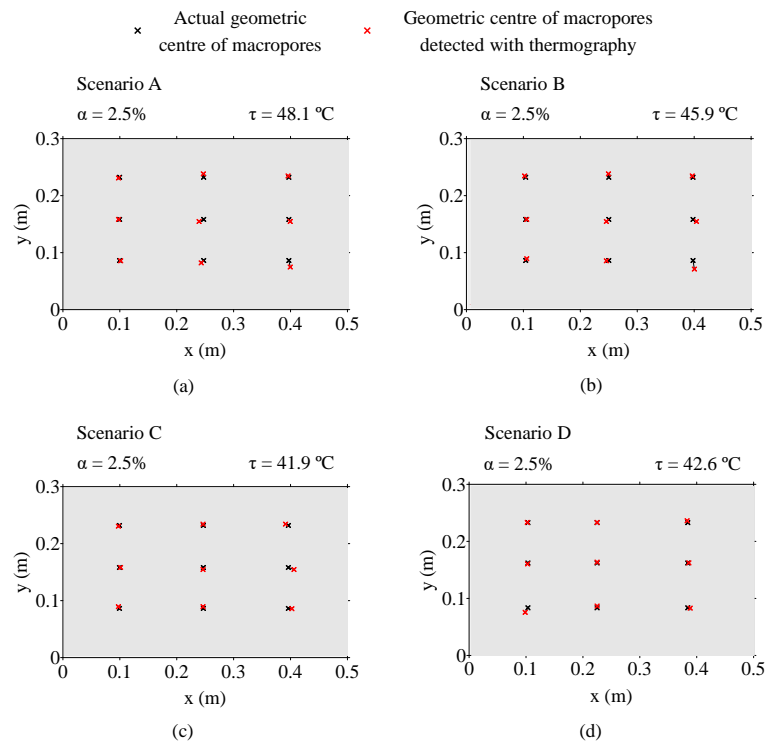 Actual geometric
centre of macropores
Geometric centre of macropores
detected with thermography
Scenario A
α = 2.5% τ = 48.1 ºC
0.3
0.2
0.1
0
y (m)
0 0.1 0.2 0.3 0.4 0.5
x (m)
(a)
Scenario B
α = 2.5% τ = 45.9 ºC
0.3
0.2
0.1
0
y (m)
0 0.1 0.2 0.3 0.4 0.5
x (m)
(b)
Scenario C
α = 2.5% τ = 41.9 ºC
0.3
0.2
0.1
0
y (m)
0 0.1 0.2 0.3 0.4 0.5
x (m)
(c)
Scenario D
α = 2.5% τ = 42.6 ºC
0.3
0.2
0.1
0
y (m)
0 0.1 0.2 0.3 0.4 0.5
x (m)
(d)